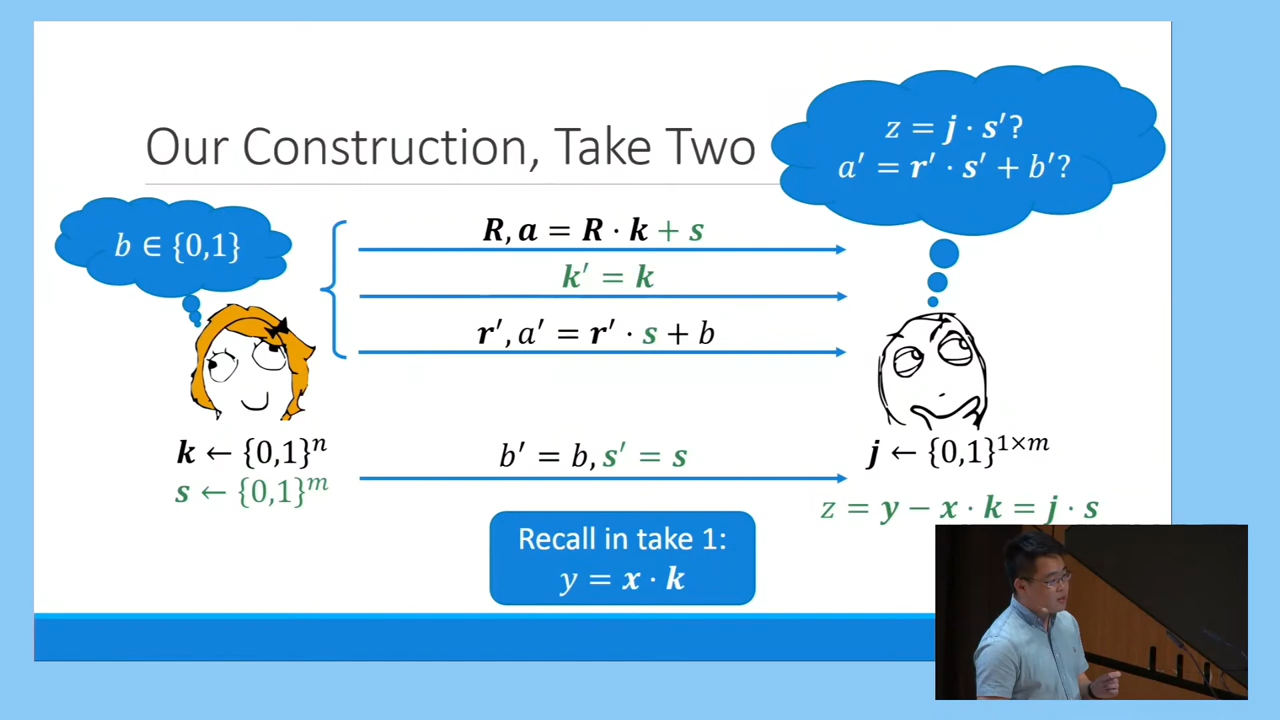 Our Construction, Take Two
z = j · s′?
a′ = r′ · s′ + b′?
b ∈ {0,1}
R, a = R · k + s
k′ = k
r′, a′ = r′ · s + b
k ← {0,1}ⁿ
s ← {0,1}ᵐ
b′ = b, s′ = s
j ← {0,1}¹ˣᵐ
z = y − x · k = j · s
Recall in take 1:
y = x · k